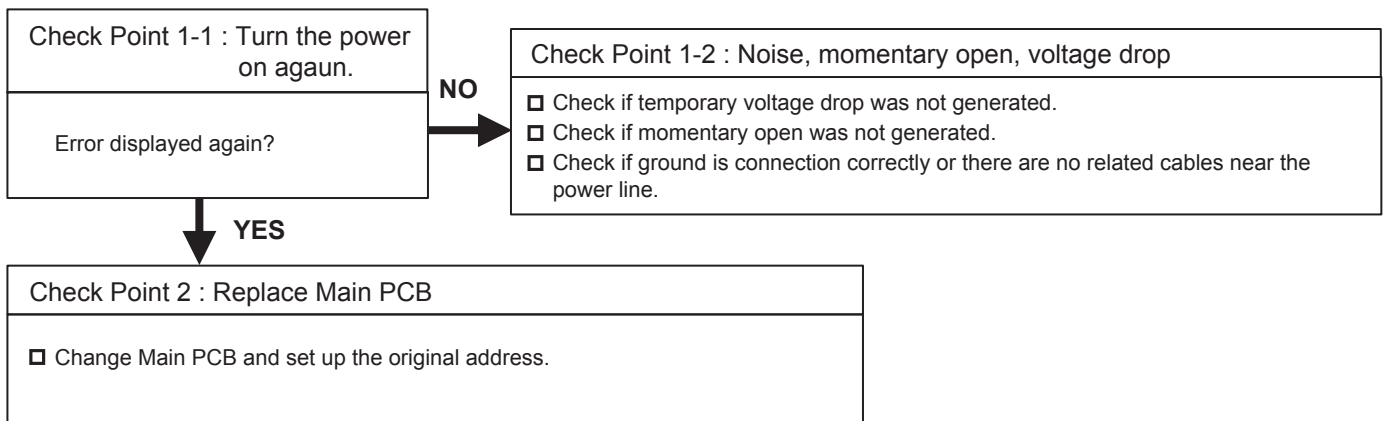 Check Point 1-1 : Turn the power
on agaun.
Error displayed again?
NO
Check Point 1-2 : Noise, momentary open, voltage drop
Check if temporary voltage drop was not generated.
Check if momentary open was not generated.
Check if ground is connection correctly or there are no related cables near the
power line.
YES
Check Point 2 : Replace Main PCB
Change Main PCB and set up the original address.